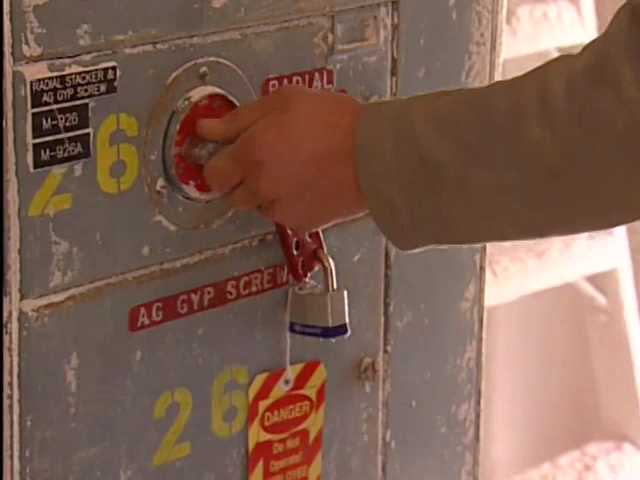 RADIAL STACKER &
AG GYP SCREW
M-926
M-926A
26
RADIAL
AG GYP SCREW
26
DANGER
Do Not
Operate